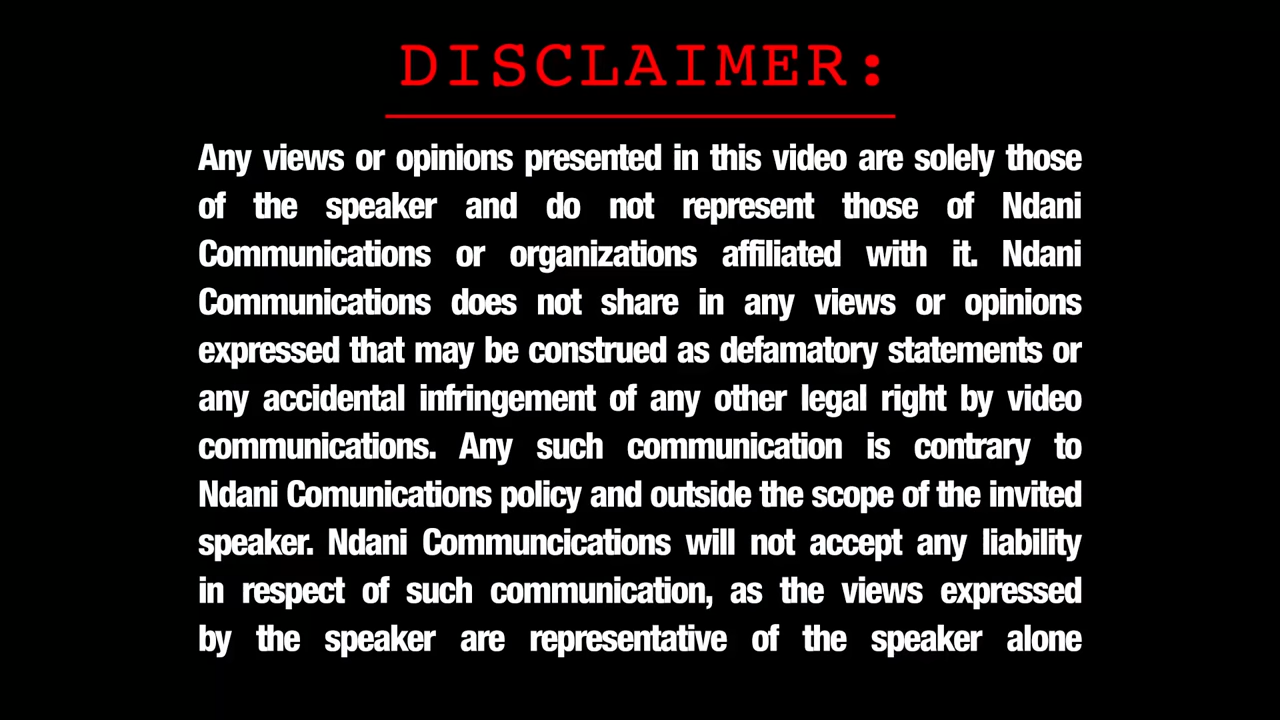 DISCLAIMER:
Any views or opinions presented in this video are solely those
of the speaker and do not represent those of Ndani
Communications or organizations affiliated with it. Ndani
Communications does not share in any views or opinions
expressed that may be construed as defamatory statements or
any accidental infringement of any other legal right by video
communications. Any such communication is contrary to
Ndani Comunications policy and outside the scope of the invited
speaker. Ndani Communcications will not accept any liability
in respect of such communication, as the views expressed
by the speaker are representative of the speaker alone